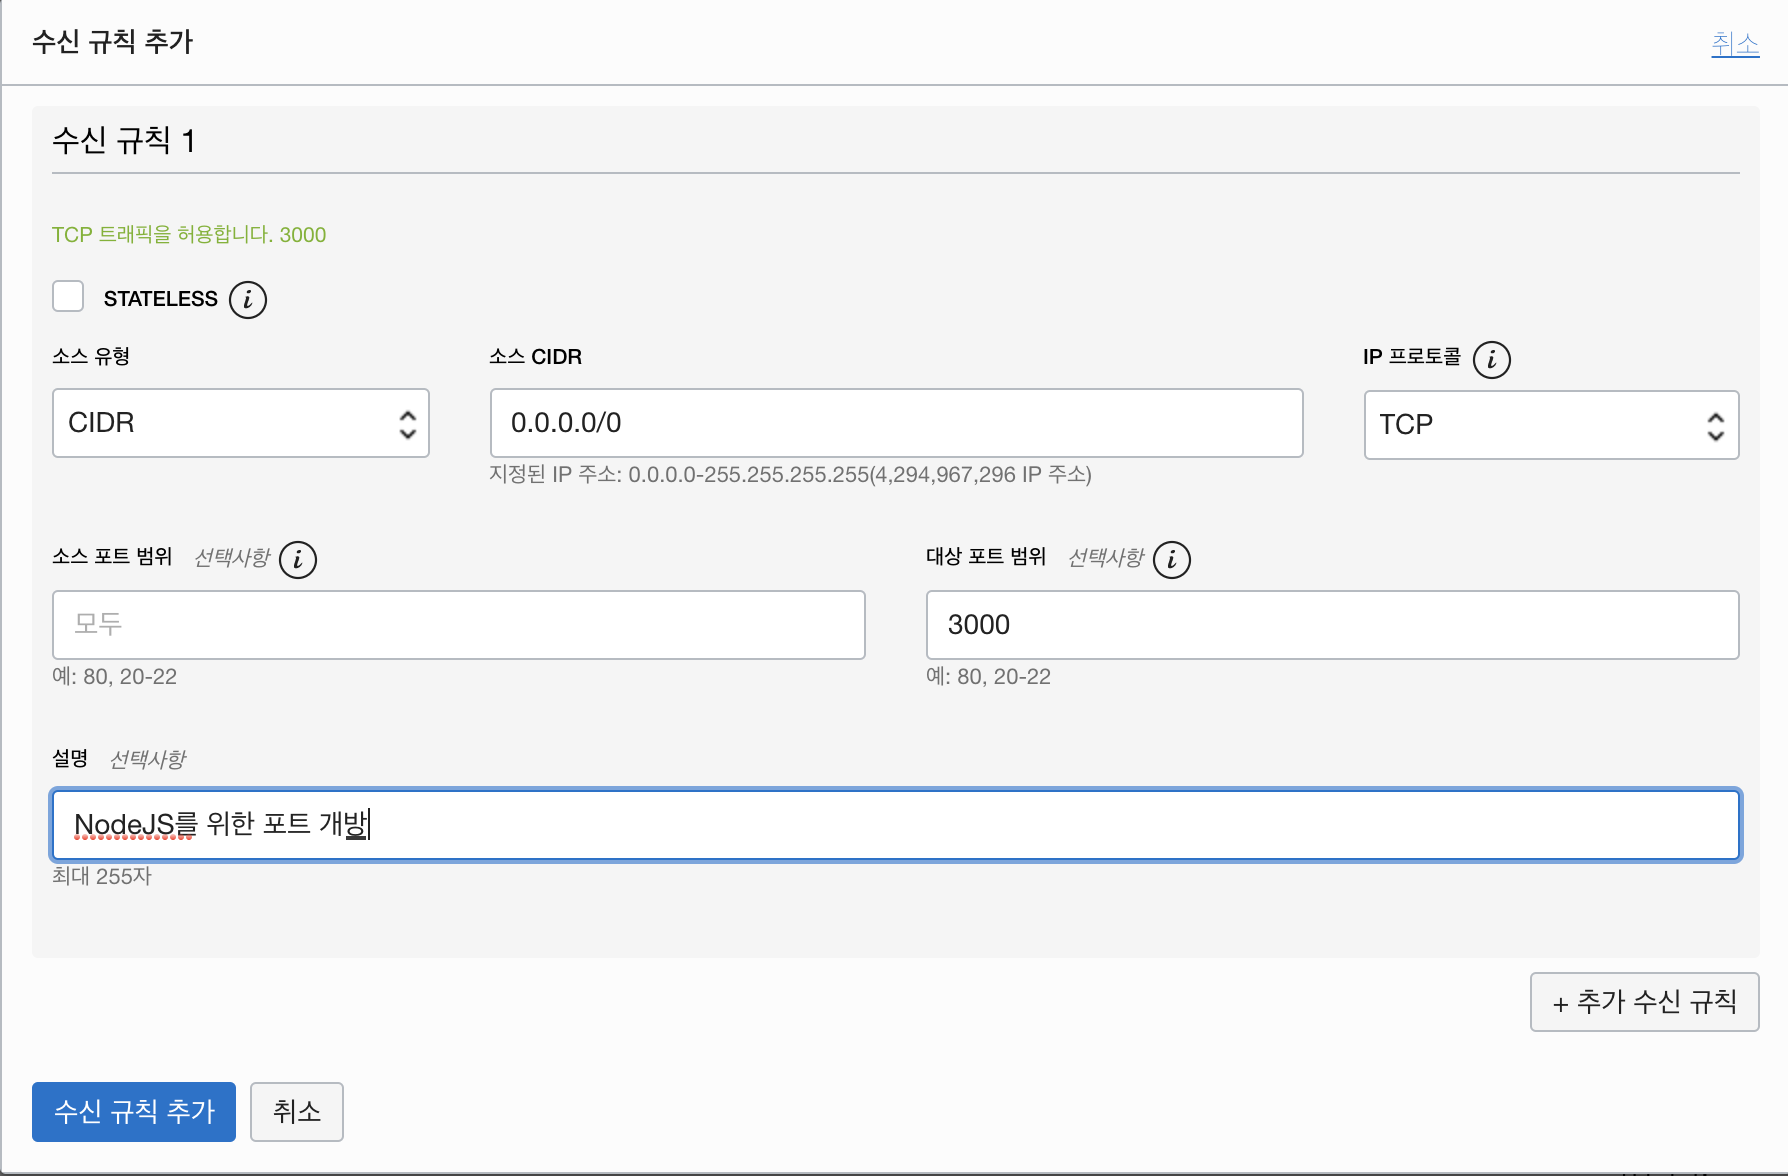 수신 규칙 추가
취소
수신 규칙 1
TCP 트래픽을 허용합니다. 3000
STATELESS i
소스 유형
소스 CIDR
IP 프로토콜 i
CIDR
0.0.0.0/0
TCP
지정된 IP 주소: 0.0.0.0-255.255.255.255(4,294,967,296 IP 주소)
소스 포트 범위 선택사항 i
대상 포트 범위 선택사항 i
모두
3000
예: 80, 20-22
예: 80, 20-22
설명 선택사항
NodeJS를 위한 포트 개방
최대 255자
+ 추가 수신 규칙
수신 규칙 추가
취소